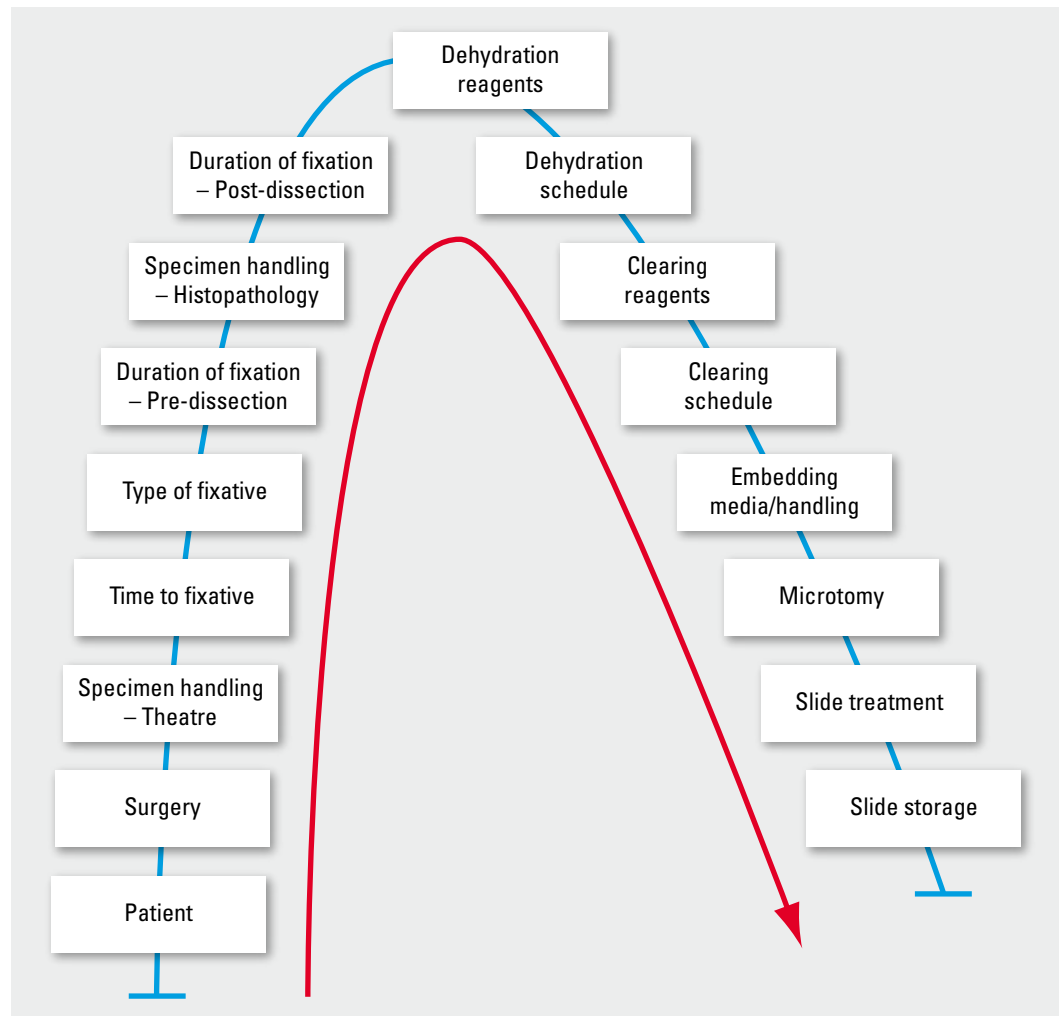 Dehydration
reagents
Duration of fixation
– Post-dissection
Dehydration
schedule
Specimen handling
– Histopathology
Clearing
reagents
Duration of fixation
– Pre-dissection
Clearing
schedule
Type of fixative
Embedding
media/handling
Time to fixative
Microtomy
Specimen handling
– Theatre
Slide treatment
Surgery
Slide storage
Patient